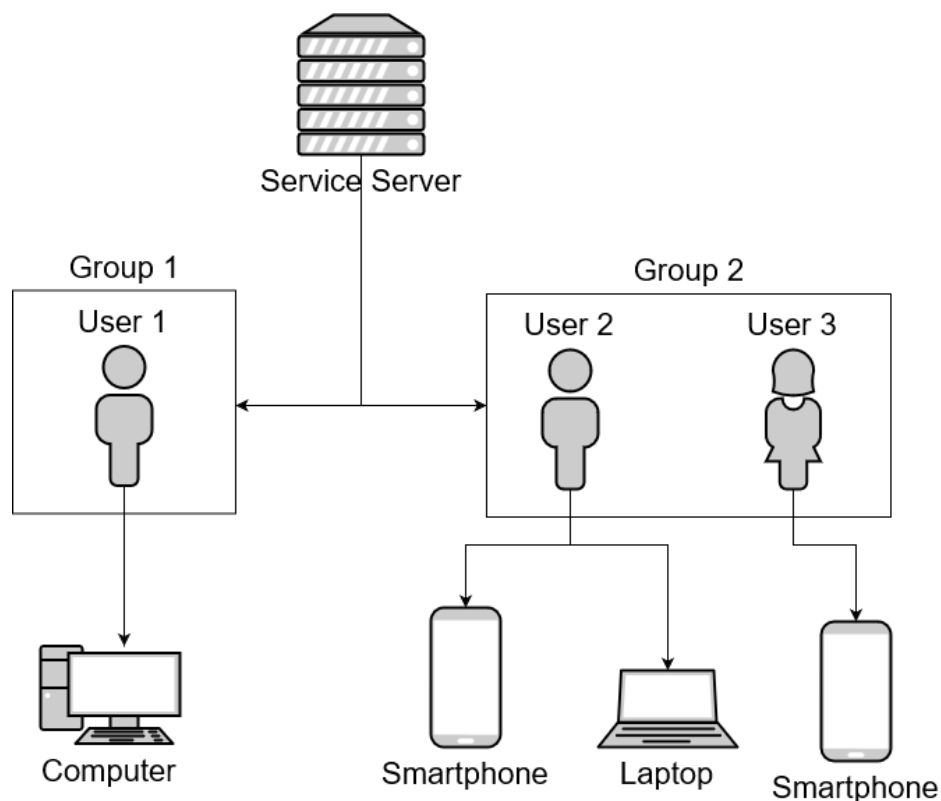 Service Server
Group 1
Group 2
User 1
User 2
User 3
Computer
Smartphone
Laptop
Smartphone